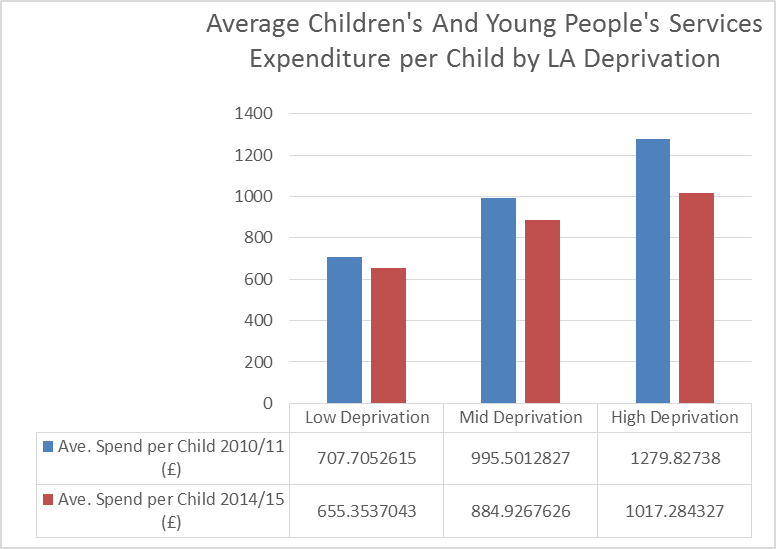 Average Children's And Young People's Services
Expenditure per Child by LA Deprivation
1400
1200
1000
800
600
400
200
0
Low Deprivation Mid Deprivation High Deprivation
Ave. Spend per Child 2010/11
(£)
707.7052615 995.5012827 1279.82738
Ave. Spend per Child 2014/15
(£)
655.3537043 884.9267626 1017.284327